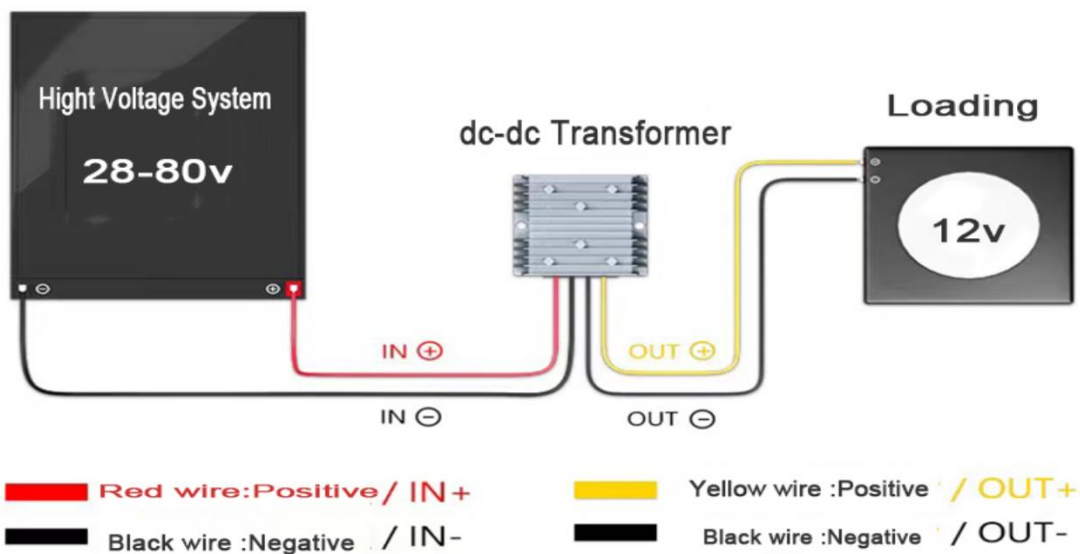 Hight Voltage System
28-80v
dc-dc Transformer
Loading
12v
IN ⊕
OUT ⊕
IN ⊖
OUT ⊖
Red wire:Positive / IN+
Yellow wire :Positive / OUT+
Black wire :Negative / IN-
Black wire :Negative / OUT-